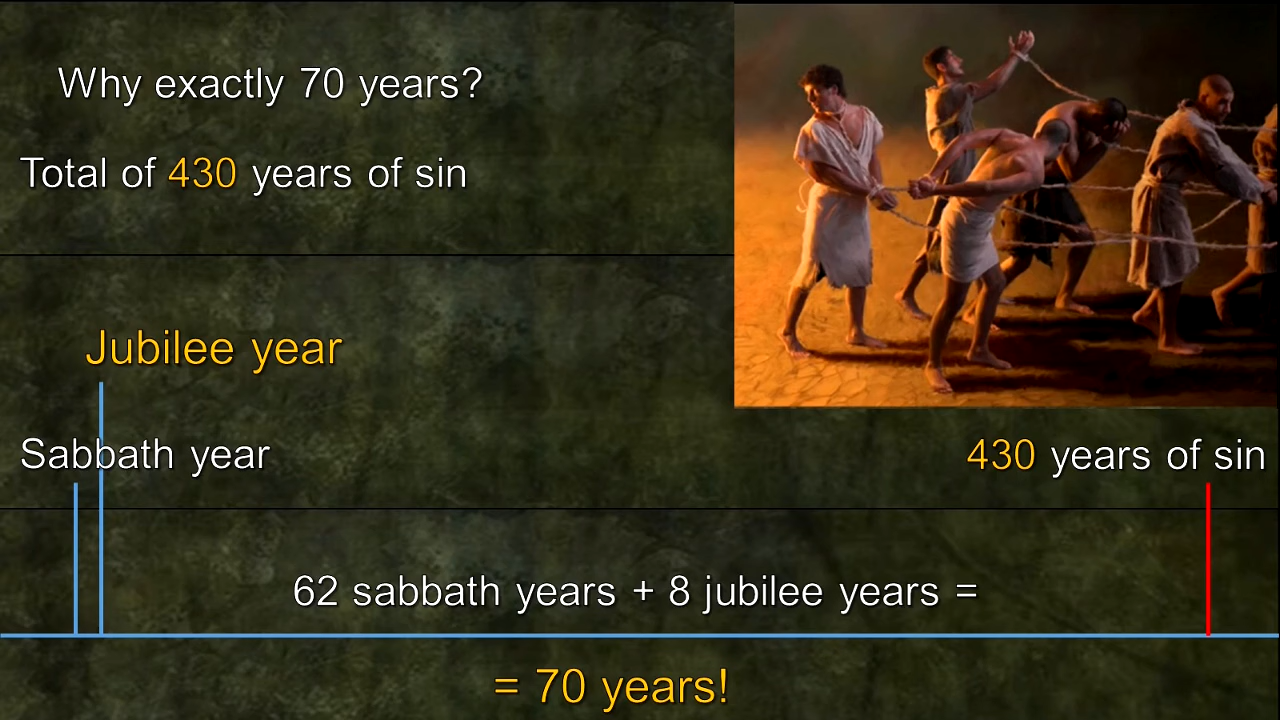 Why exactly 70 years?
Total of 430 years of sin
Jubilee year
Sabbath year
430 years of sin
62 sabbath years + 8 jubilee years =
= 70 years!